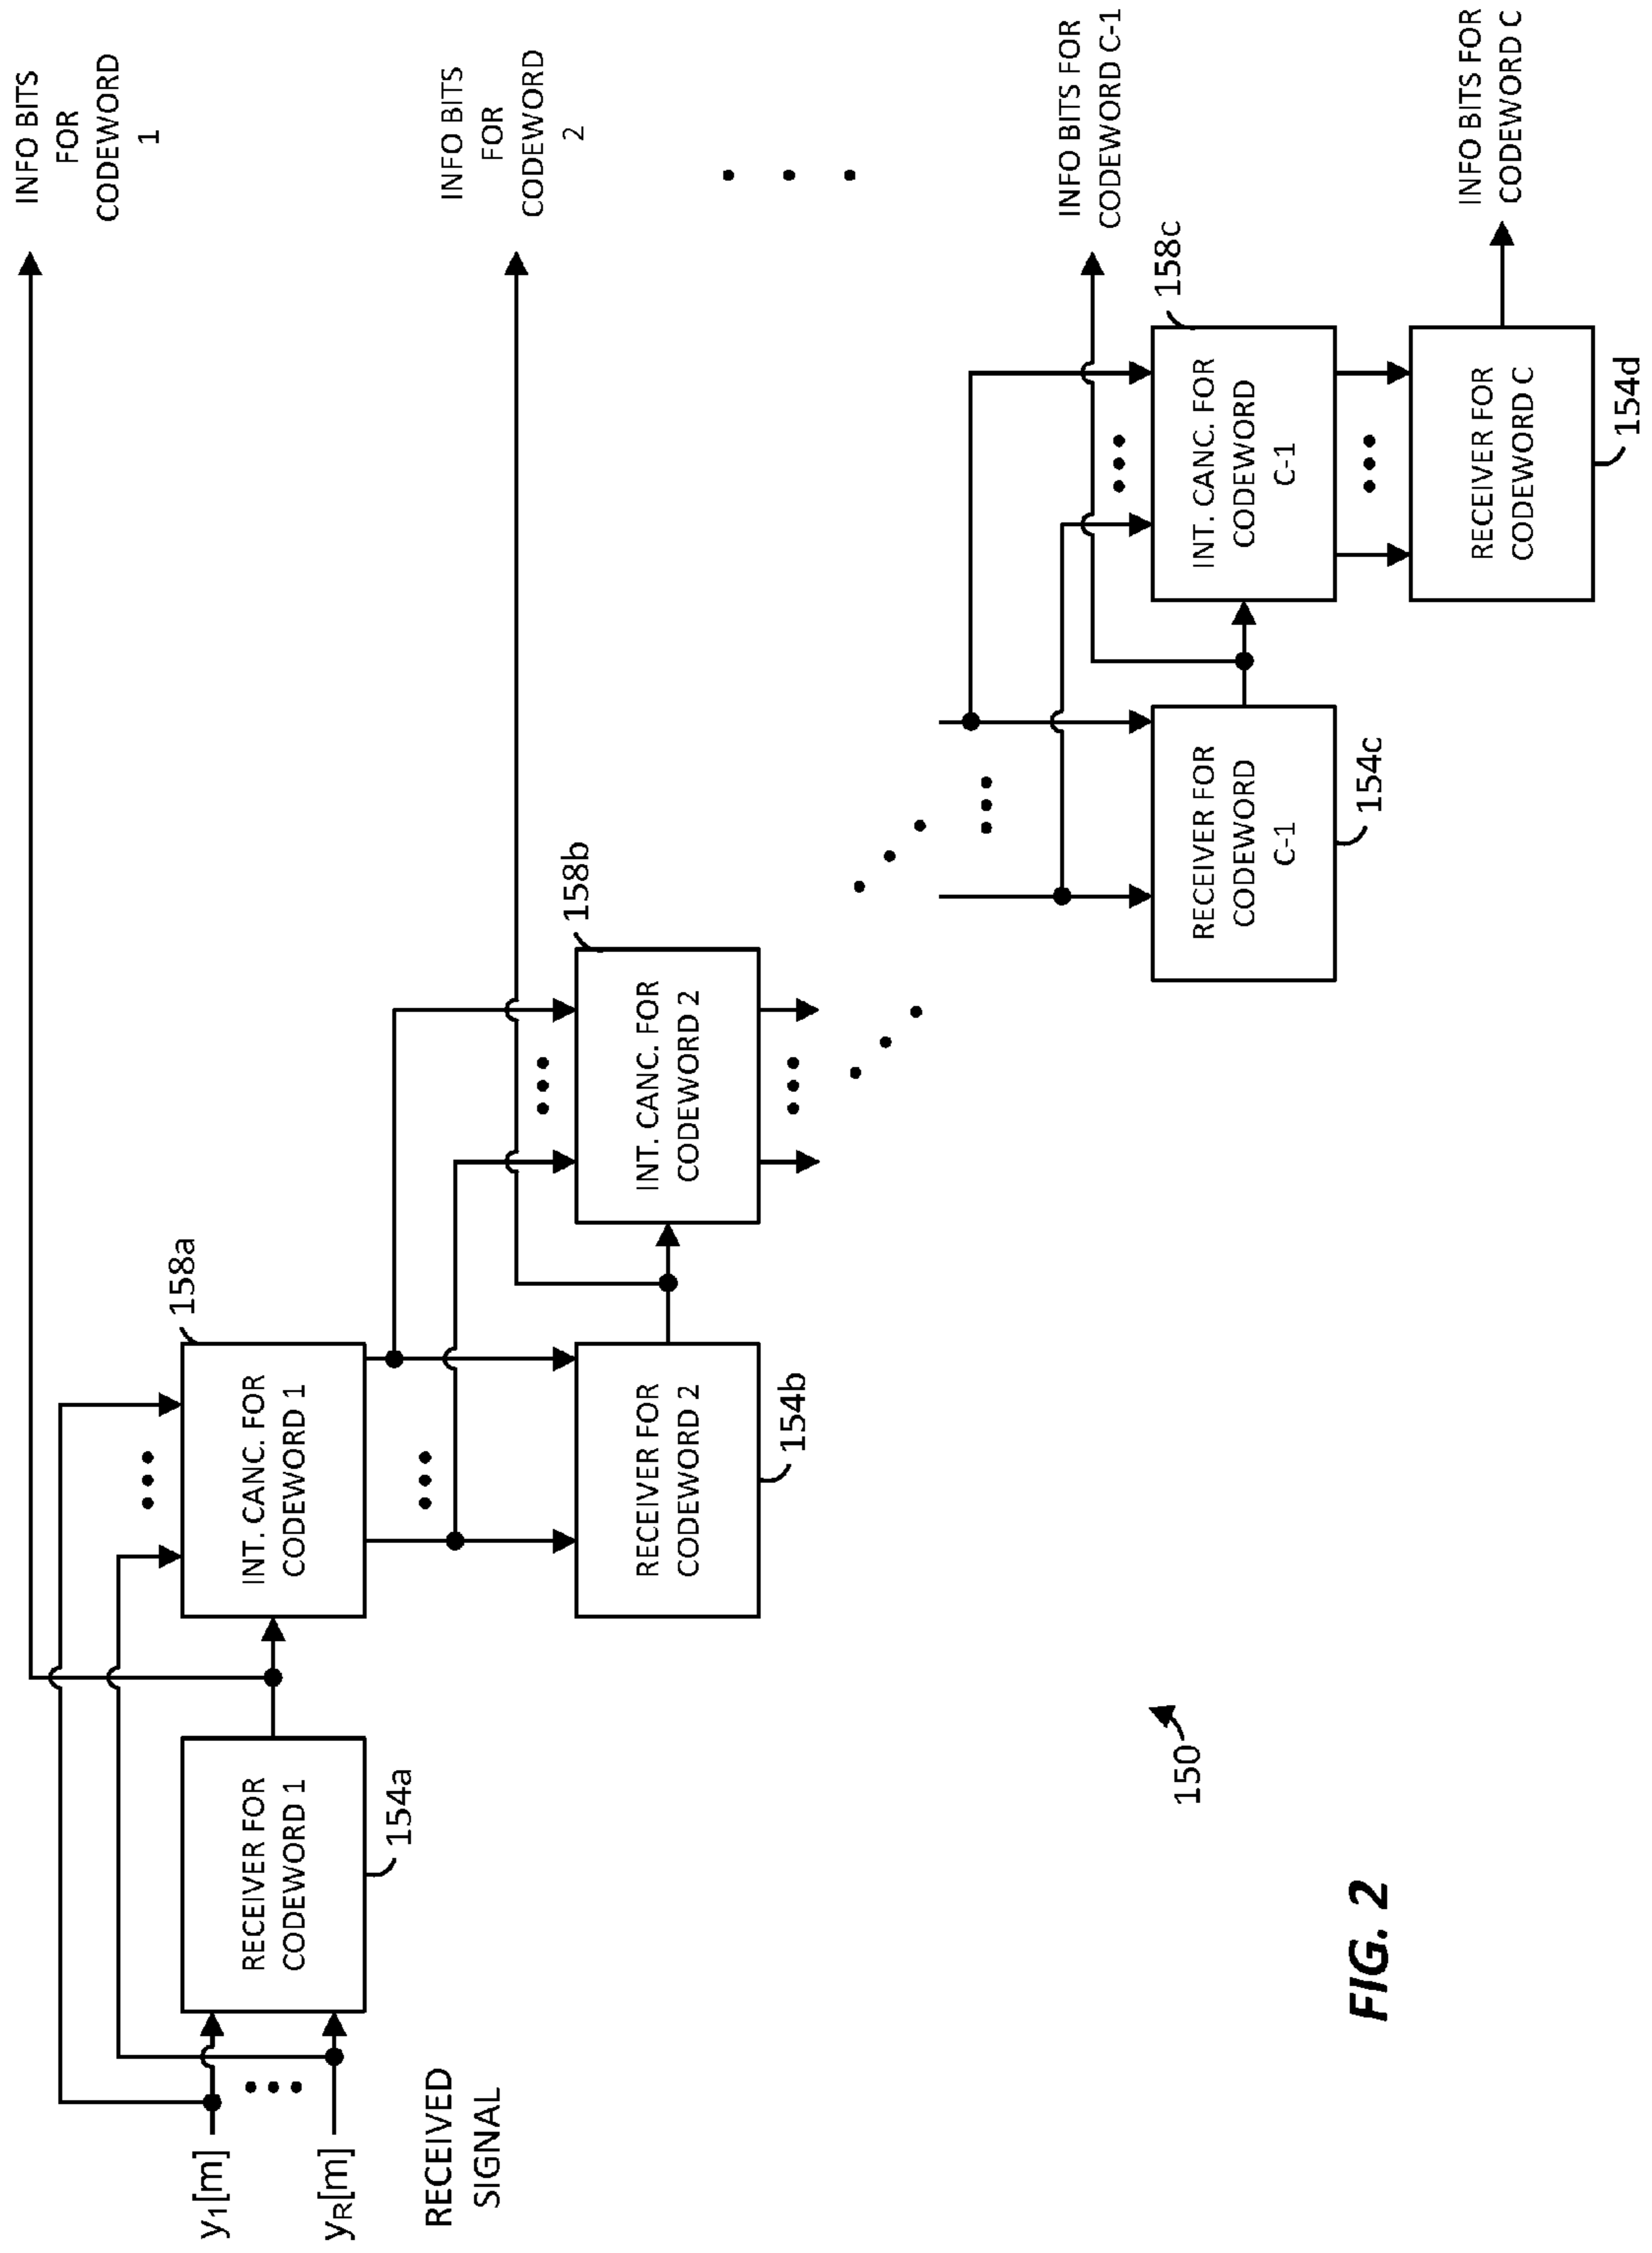 INFO BITS
FOR
CODEWORD
1
INFO BITS
FOR
CODEWORD
2
INFO BITS FOR
CODEWORD C-1
INFO BITS FOR
CODEWORD C
158a
INT. CANC. FOR
CODEWORD 1
RECEIVER FOR
CODEWORD 1
154a
y1[m]
yR[m]
RECEIVED
SIGNAL
158b
INT. CANC. FOR
CODEWORD 2
RECEIVER FOR
CODEWORD 2
154b
158c
INT. CANC. FOR
CODEWORD
C-1
RECEIVER FOR
CODEWORD
C-1
154c
RECEIVER FOR
CODEWORD C
154d
150
FIG. 2